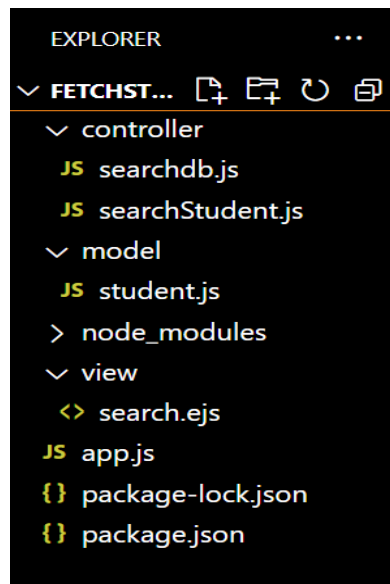 EXPLORER ...
FETCHST...
controller
JS searchdb.js
JS searchStudent.js
model
JS student.js
node_modules
view
<> search.ejs
JS app.js
{} package-lock.json
{} package.json